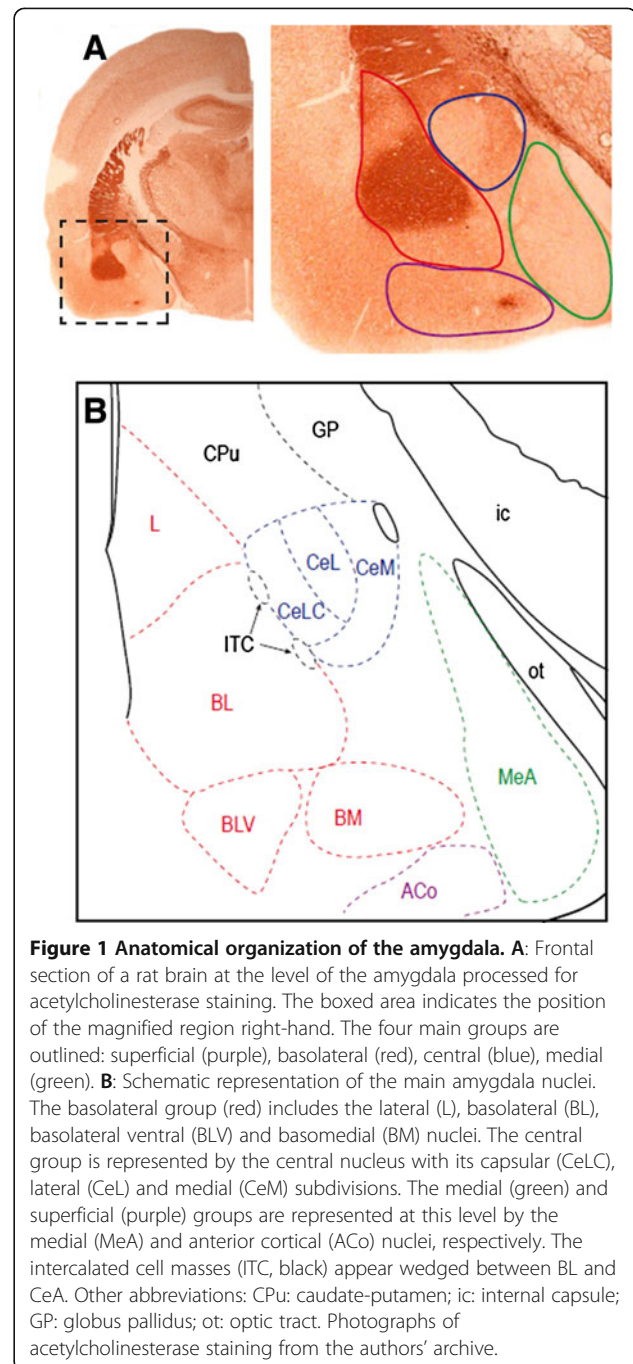 A
B
GP
CPu
ic
L
CeL
CeM
CeLC
ITC
ot
BL
MeA
BLV
BM
ACo
Figure 1 Anatomical organization of the amygdala. A: Frontal
section of a rat brain at the level of the amygdala processed for
acetylcholinesterase staining. The boxed area indicates the position
of the magnified region right-hand. The four main groups are
outlined: superficial (purple), basolateral (red), central (blue), medial
(green). B: Schematic representation of the main amygdala nuclei.
The basolateral group (red) includes the lateral (L), basolateral (BL),
basolateral ventral (BLV) and basomedial (BM) nuclei. The central
group is represented by the central nucleus with its capsular (CeLC),
lateral (CeL) and medial (CeM) subdivisions. The medial (green) and
superficial (purple) groups are represented at this level by the
medial (MeA) and anterior cortical (ACo) nuclei, respectively. The
intercalated cell masses (ITC, black) appear wedged between BL and
CeA. Other abbreviations: CPu: caudate-putamen; ic: internal capsule;
GP: globus pallidus; ot: optic tract. Photographs of
acetylcholinesterase staining from the authors' archive.